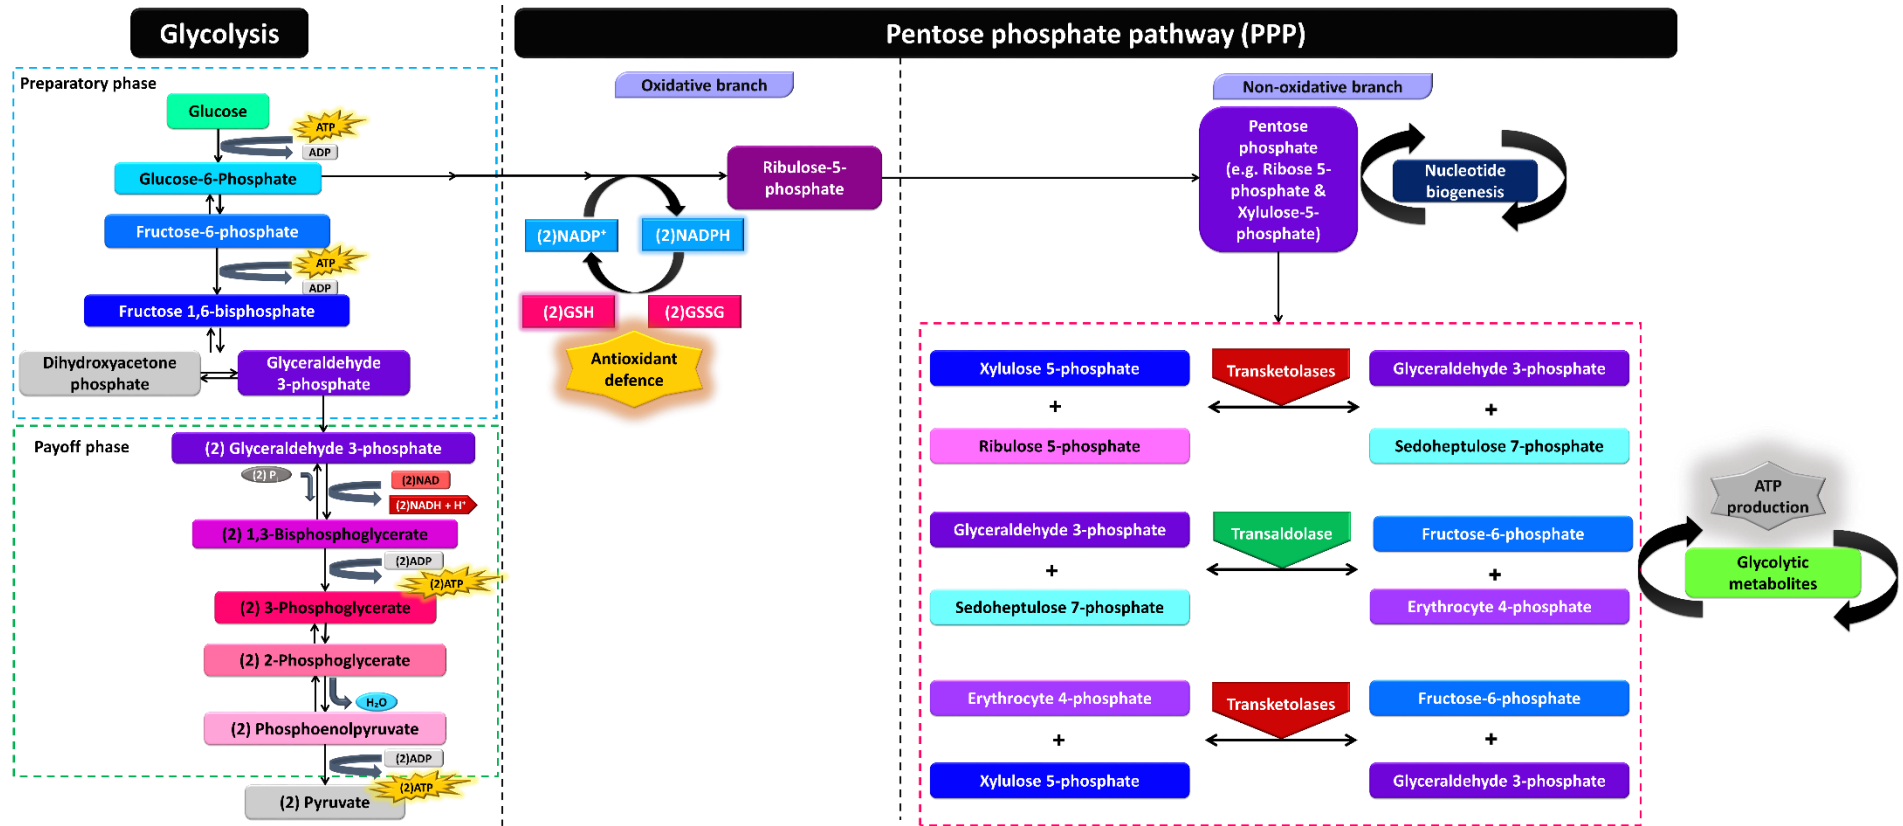 Glycolysis
Preparatory phase
Glucose
ATP
ADP
Glucose-6-Phosphate
Fructose-6-phosphate
ATP
ADP
Fructose 1,6-bisphosphate
Dihydroxyacetone
phosphate
Glyceraldehyde
3-phosphate
Payoff phase
(2) Glyceraldehyde 3-phosphate
(2) Pi
(2)NAD
(2)NADH + H⁺
(2) 1,3-Bisphosphoglycerate
(2)ADP
(2)ATP
(2) 3-Phosphoglycerate
(2) 2-Phosphoglycerate
H₂O
(2) Phosphoenolpyruvate
(2)ADP
(2)ATP
(2) Pyruvate
Pentose phosphate pathway (PPP)
Oxidative branch
Ribulose-5-
phosphate
(2)NADP⁺
(2)NADPH
(2)GSH
(2)GSSG
Antioxidant
defence
Non-oxidative branch
Pentose
phosphate
(e.g. Ribose 5-
phosphate &
Xylulose-5-
phosphate)
Nucleotide
biogenesis
Xylulose 5-phosphate
+
Ribulose 5-phosphate
Transketolases
Glyceraldehyde 3-phosphate
+
Sedoheptulose 7-phosphate
Glyceraldehyde 3-phosphate
+
Sedoheptulose 7-phosphate
Transaldolase
Fructose-6-phosphate
+
Erythrocyte 4-phosphate
Erythrocyte 4-phosphate
+
Xylulose 5-phosphate
Transketolases
Fructose-6-phosphate
+
Glyceraldehyde 3-phosphate
ATP
production
Glycolytic
metabolites